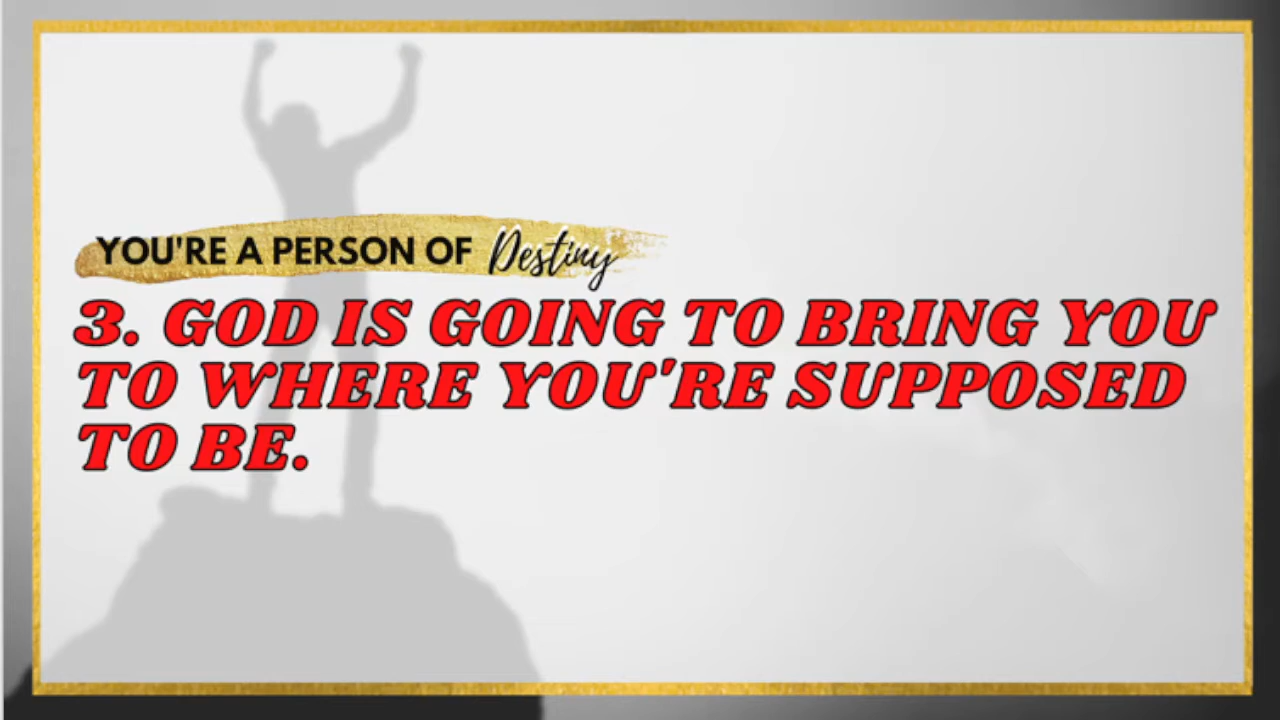 YOU'RE A PERSON OF Destiny
3. GOD IS GOING TO BRING YOU
TO WHERE YOU'RE SUPPOSED
TO BE.